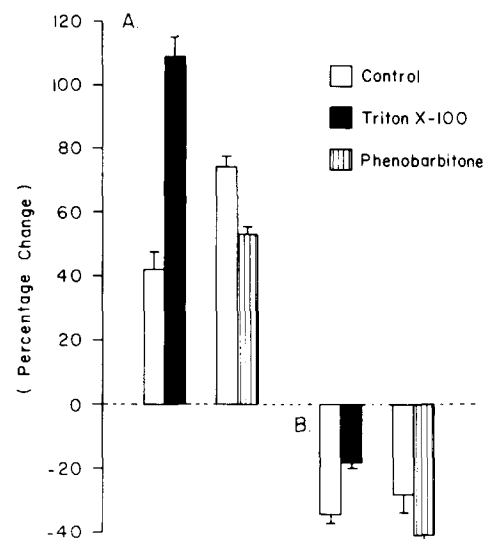 A.
120
100
80
60
40
20
0
-20
-40
( Percentage Change )
Control
Triton X-100
Phenobarbitone
B.